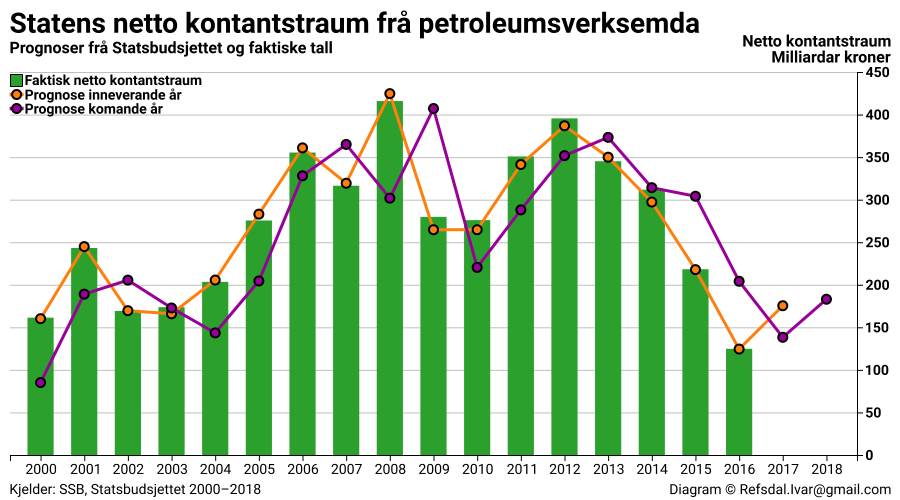 Statens netto kontantstraum frå petroleumsverksemda
Prognoser frå Statsbudsjettet og faktiske tall
Netto kontantstraum
Milliardar kroner
Faktisk netto kontantstraum
Prognose inneverande år
Prognose komande år
450
400
350
300
250
200
150
100
50
0
2000 2001 2002 2003 2004 2005 2006 2007 2008 2009 2010 2011 2012 2013 2014 2015 2016 2017 2018
Kjelder: SSB, Statsbudsjettet 2000–2018
Diagram © Refsdal.Ivar@gmail.com